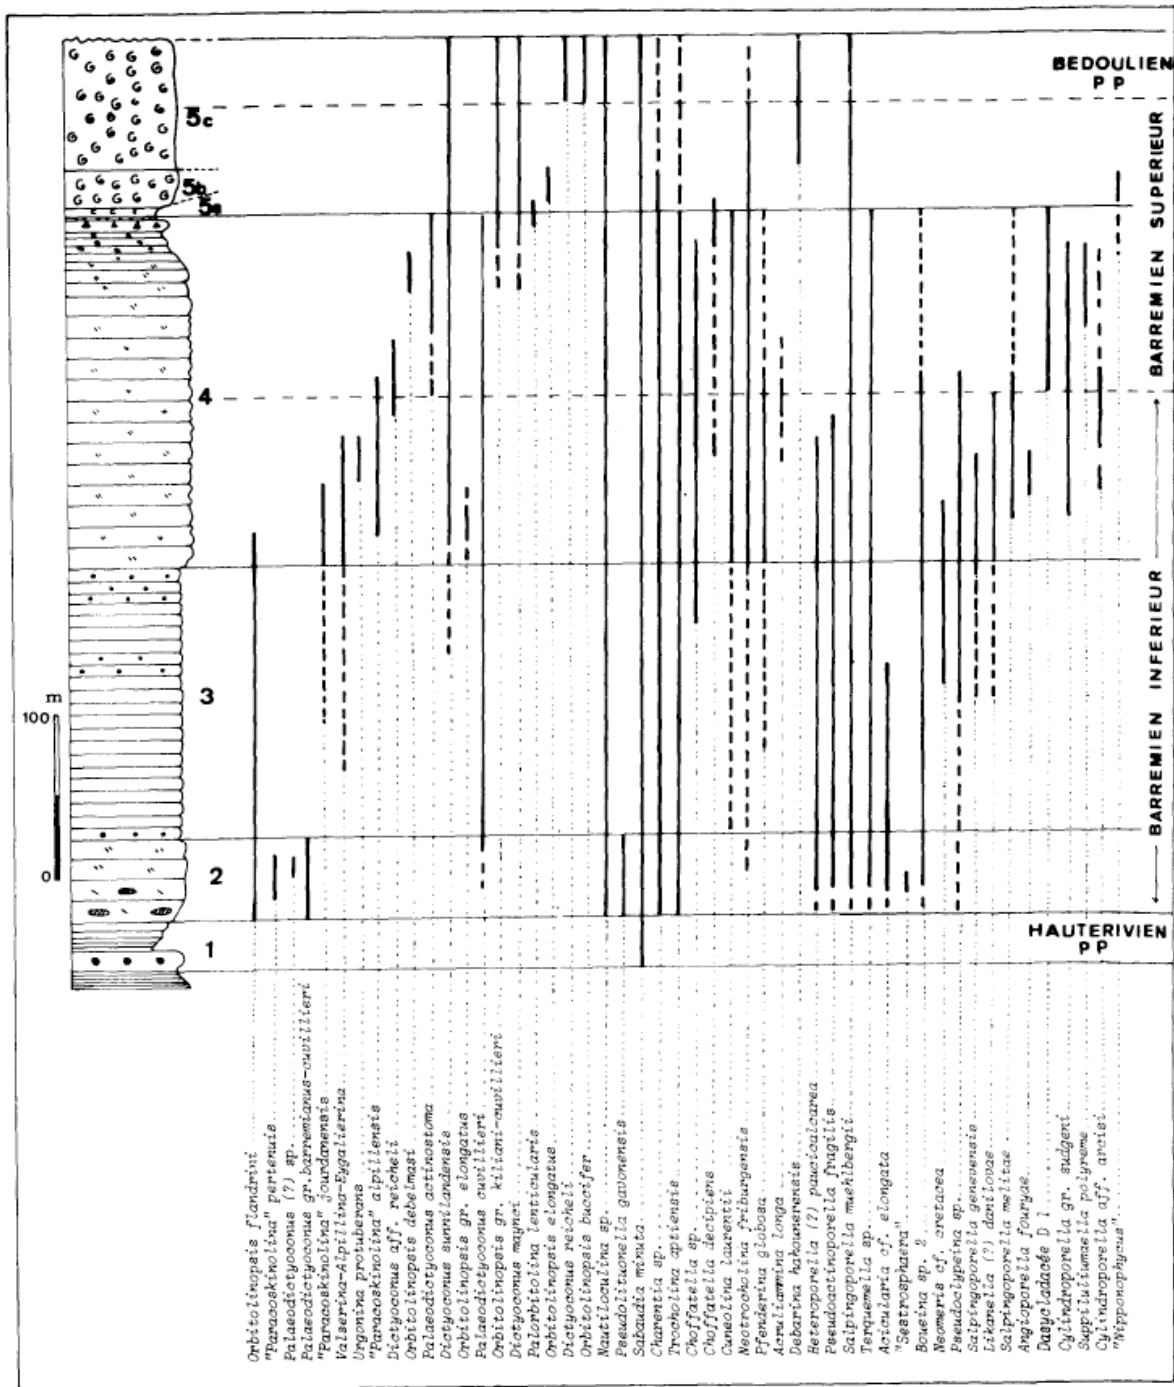 BEDOULIEN
P P
5c
5b
5a
BARREMIEN SUPERIEUR
4
3
m
100
BARREMIEN INFERIEUR
0
2
HAUTERIVIEN
P P
1
Orbitolinopsis flandrini
"Paracoskinolina" pertenuis
Palaeodictyoconus (?) sp.
Palaeodictyoconus gr. barremianus-cuvillieri
"Paracoskinolina" jourdanensis
Valserina-Alpillina-Eygalierina
Urgonina protuberans
"Paracoskinolina" alpillensis
Dictyoconus aff. reicheli
Orbitolinopsis debelmasi
Palaeodictyoconus actinostoma
Dictyoconus sunnilandensis
Orbitolinopsis gr. elongatus
Palaeodictyoconus cuvillieri
Orbitolinopsis gr. kiliani-cuvillieri
Dictyoconus maynci
Palorbitolina lenticularis
Orbitolinopsis elongatus
Dictyoconus reicheli
Orbitolinopsis buccifer
Nautiloculina sp.
Pseudolituonella gavonensis
Sabaudia minuta
Charentia sp.
Trocholina aptiensis
Choffatella sp.
Choffatella decipiens
Cuneolina laurentii
Neotrocholina friburgensis
Pfenderina globosa
Acruliammina longa
Debarina hahounerensis
Heteroporella (?) paucicalcarea
Pseudoactinoporella fragilis
Salpingoporella muehlbergii
Terquemella sp.
Acicularia cf. elongata
"Sestrosphaera"
Boueina sp. 2
Neomeris cf. cretacea
Pseudoclypeina sp.
Salpingoporella genevensis
Likanella (?) danilovae
Salpingoporella melitae
Angioporella fouryae
Dasycladacée D 1
Cylindroporella gr. sudgeni
Suppiluliumaella polyreme
Cylindroporella aff. arcisi
"Nipponophycus"